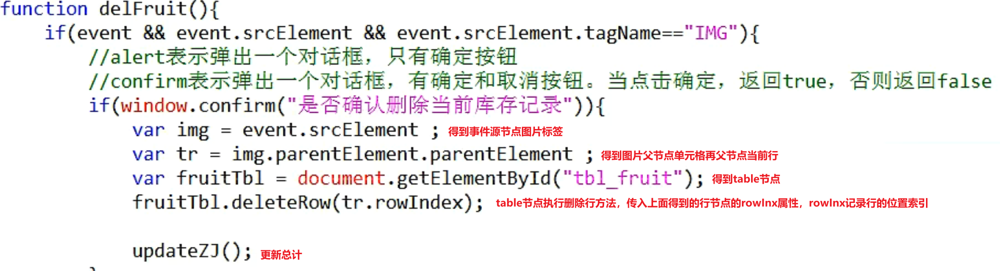 function delFruit(){
if(event && event.srcElement && event.srcElement.tagName=="IMG"){
//alert表示弹出一个对话框，只有确定按钮
//confirm表示弹出一个对话框，有确定和取消按钮。当点击确定，返回true，否则返回false
if(window.confirm("是否确认删除当前库存记录")){
var img = event.srcElement ; 得到事件源节点图片标签
var tr = img.parentElement.parentElement ; 得到图片父节点单元格再父节点当前行
var fruitTbl = document.getElementById("tbl_fruit"); 得到table节点
fruitTbl.deleteRow(tr.rowIndex); table节点执行删除行方法，传入上面得到的行节点的rowInx属性，rowInx记录行的位置索引
updateZJ(); 更新总计
}